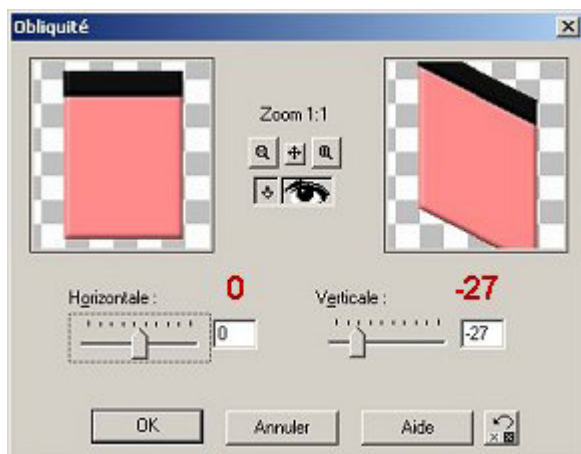 Obliquité
Zoom 1:1
0
-27
Horizontale :
Verticale :
0
-27
OK
Annuler
Aide